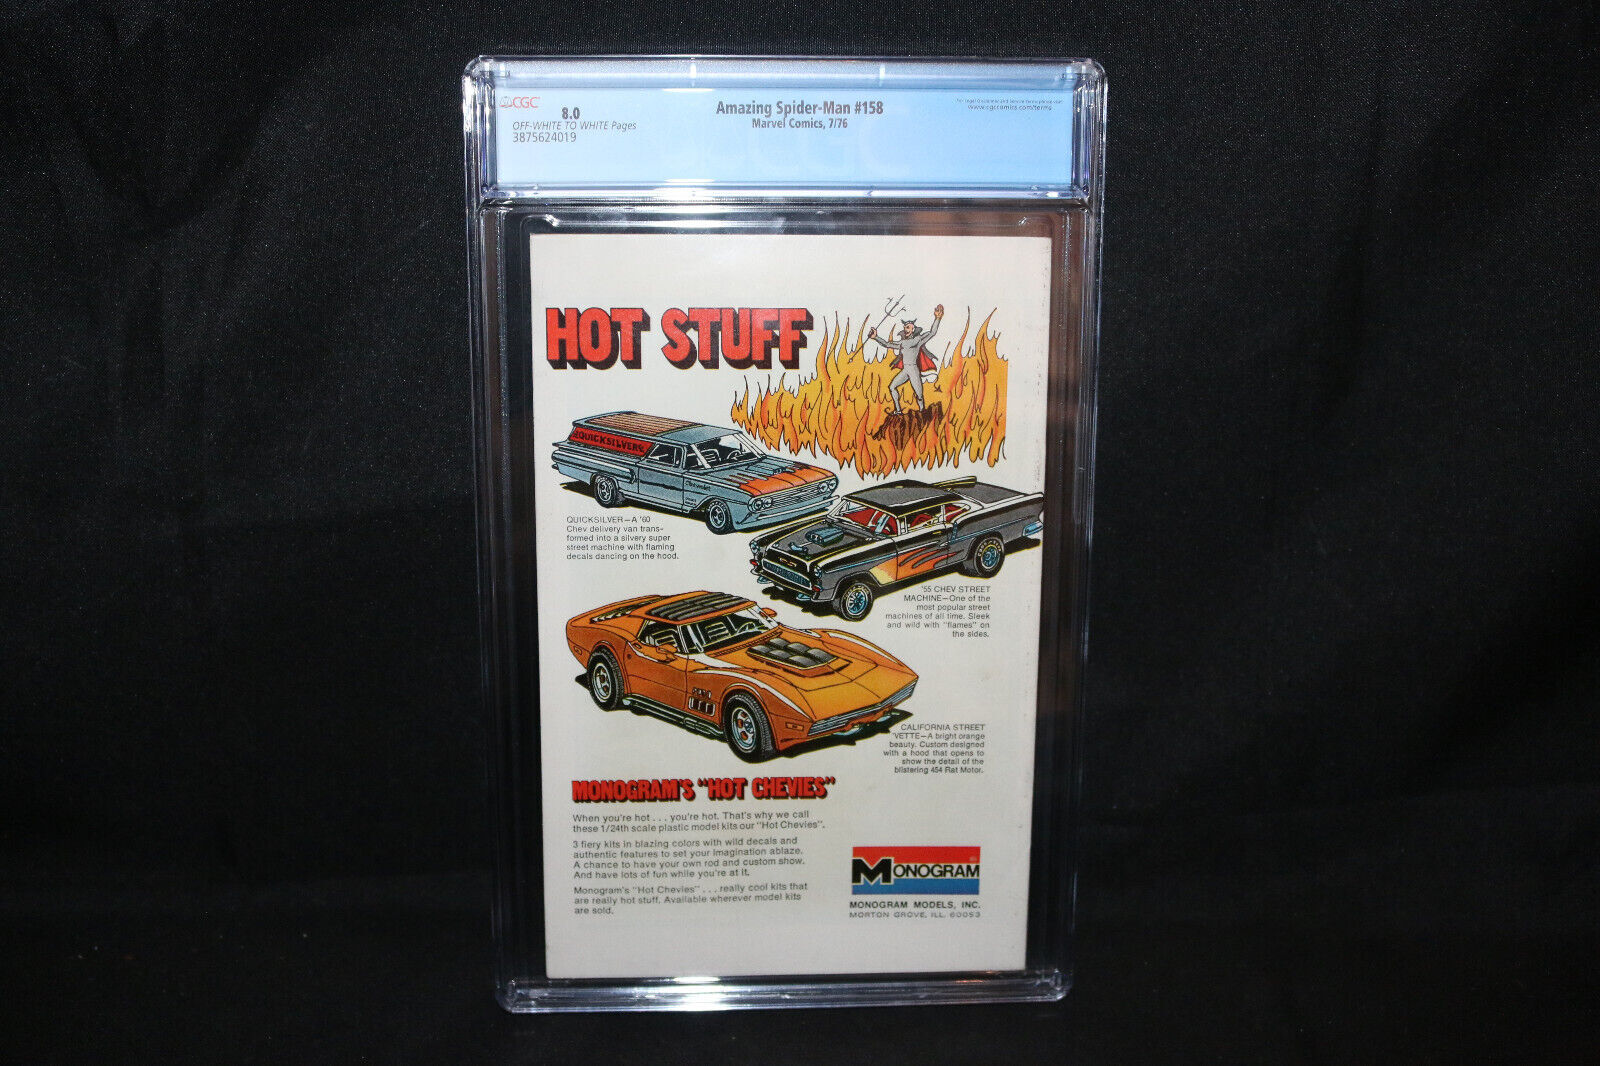 CGC
8.0
OFF-WHITE TO WHITE Pages
3875624019
Amazing Spider-Man #158
Marvel Comics, 7/76
www.cgccomics.com/terms
HOT STUFF
QUICKSILVER
QUICKSILVER—A '60
Chev delivery van trans-
formed into a silvery super
street machine with flaming
decals dancing on the hood.
'55 CHEV STREET
MACHINE—One of the
most popular street
machines of all time. Sleek
and wild with "flames" on
the sides.
CALIFORNIA STREET
'VETTE—A bright orange
beauty. Custom designed
with a hood that opens to
show the detail of the
blistering 454 Rat Motor.
MONOGRAM'S "HOT CHEVIES"
When you're hot . . . you're hot. That's why we call
these 1/24th scale plastic model kits our "Hot Chevies".
3 fiery kits in blazing colors with wild decals and
authentic features to set your imagination ablaze.
A chance to have your own rod and custom show.
And have lots of fun while you're at it.
Monogram's "Hot Chevies" . . . really cool kits that
are really hot stuff. Available wherever model kits
are sold.
MONOGRAM
MONOGRAM MODELS, INC.
MORTON GROVE, ILL. 60053